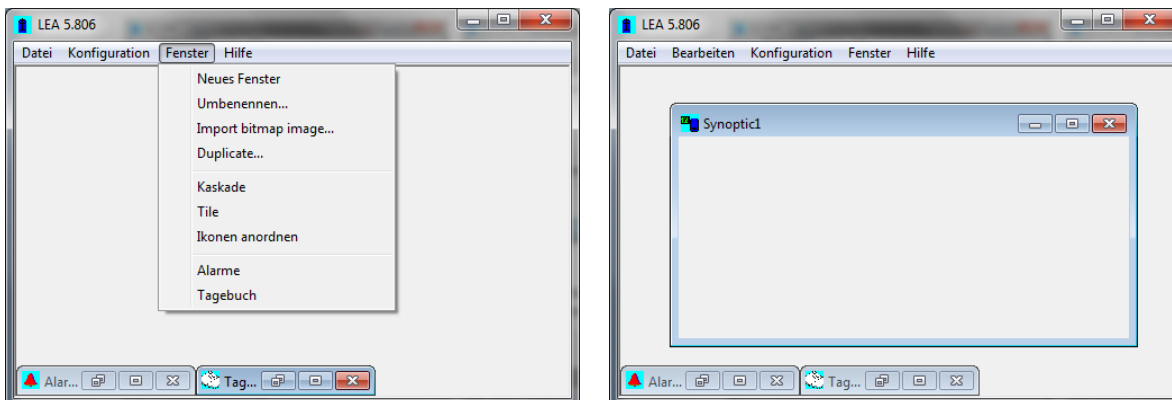 LEA 5.806
Datei Konfiguration Fenster Hilfe
Neues Fenster
Umbenennen...
Import bitmap image...
Duplicate...
Kaskade
Tile
Ikonen anordnen
Alarme
Tagebuch
Alar...
Tag...
LEA 5.806
Datei Bearbeiten Konfiguration Fenster Hilfe
Synoptic1
Alar...
Tag...